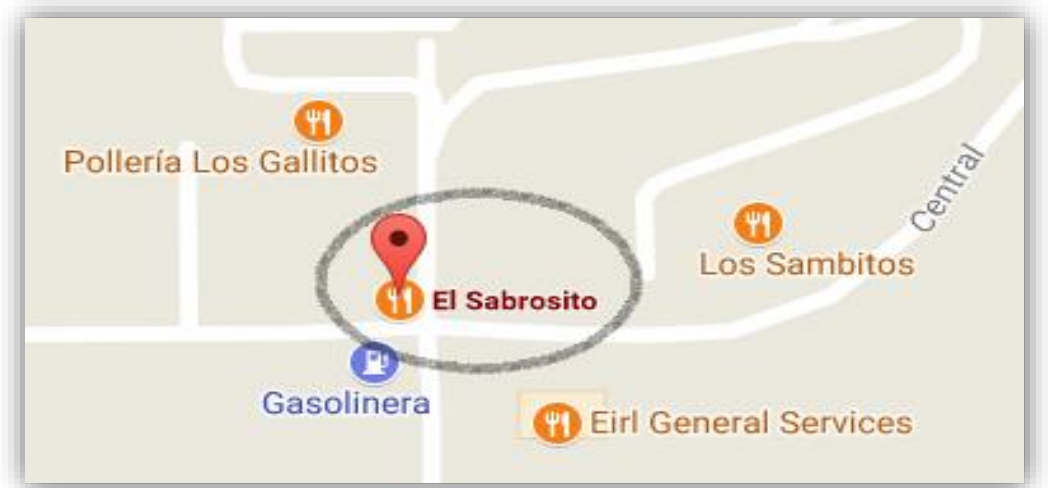 Pollería Los Gallitos
Central
Los Sambitos
El Sabrosito
Gasolinera
Eirl General Services